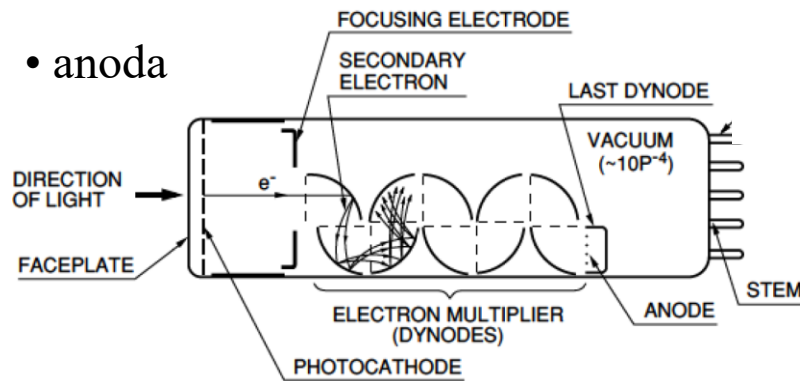 • anoda
FOCUSING ELECTRODE
SECONDARY
ELECTRON
LAST DYNODE
VACUUM
(~10P⁻⁴)
DIRECTION
OF LIGHT
e⁻
FACEPLATE
STEM
ELECTRON MULTIPLIER
(DYNODES)
ANODE
PHOTOCATHODE